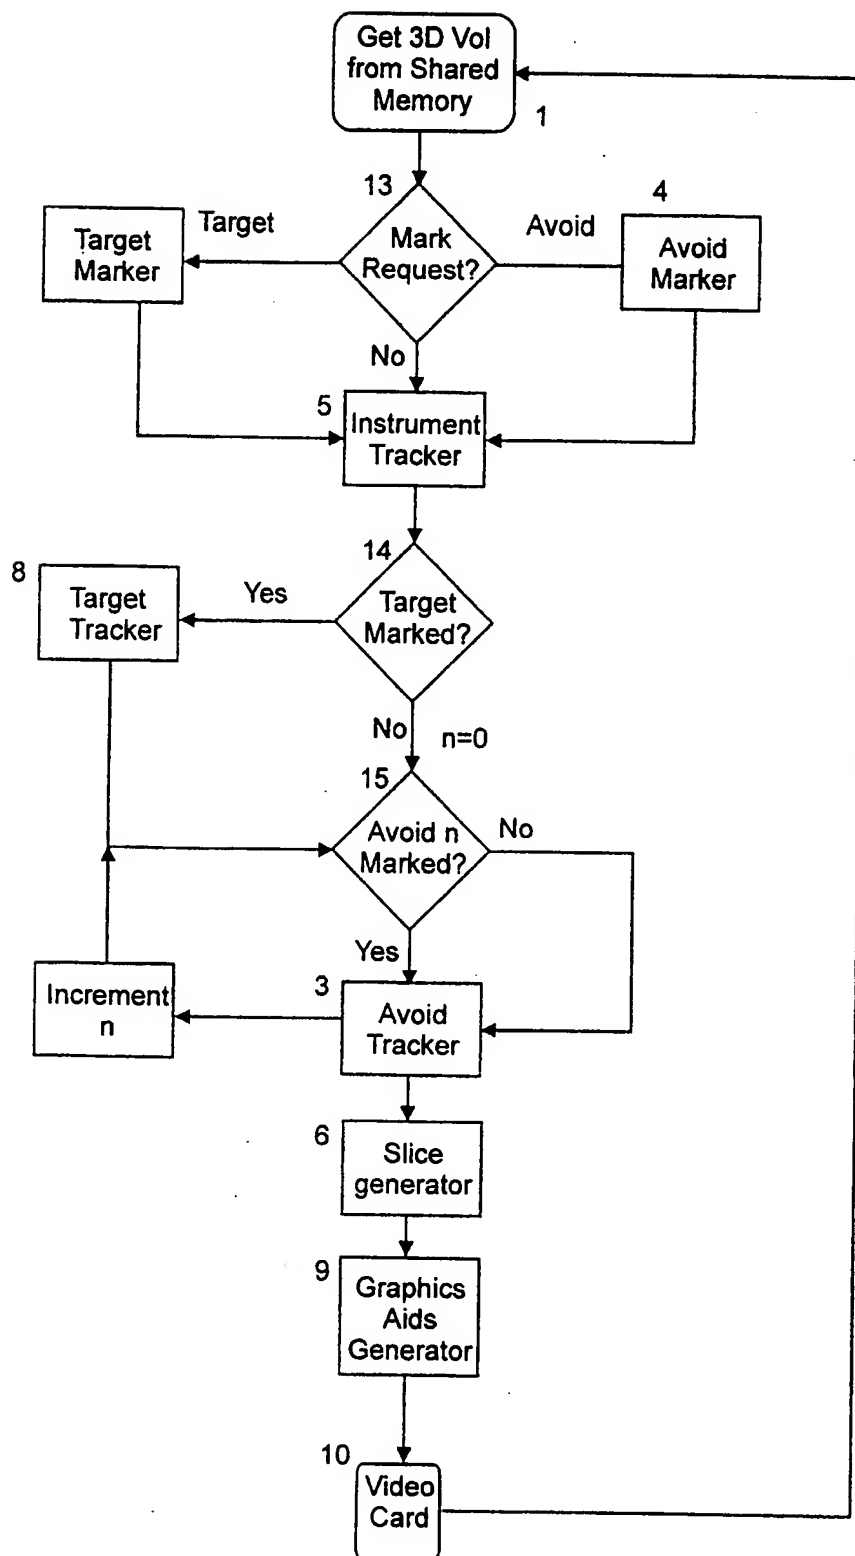 Get 3D Vol
from Shared
Memory
1
13
4
Target
Marker
Target
Mark
Request?
Avoid
Avoid
Marker
No
5
Instrument
Tracker
14
8
Target
Tracker
Yes
Target
Marked?
No
n=0
15
Avoid n
Marked?
No
Yes
3
Increment
n
Avoid
Tracker
6
Slice
generator
9
Graphics
Aids
Generator
10
Video
Card